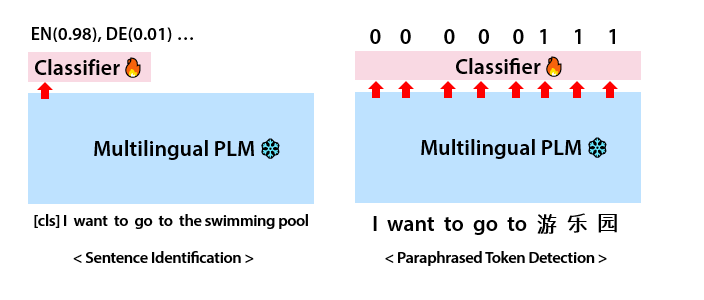 EN(0.98), DE(0.01) ...
Classifier
Multilingual PLM
[cls] I want to go to the swimming pool
< Sentence Identification >
0 0 0 0 0 1 1 1
Classifier
Multilingual PLM
I want to go to 游 乐 园
< Paraphrased Token Detection >